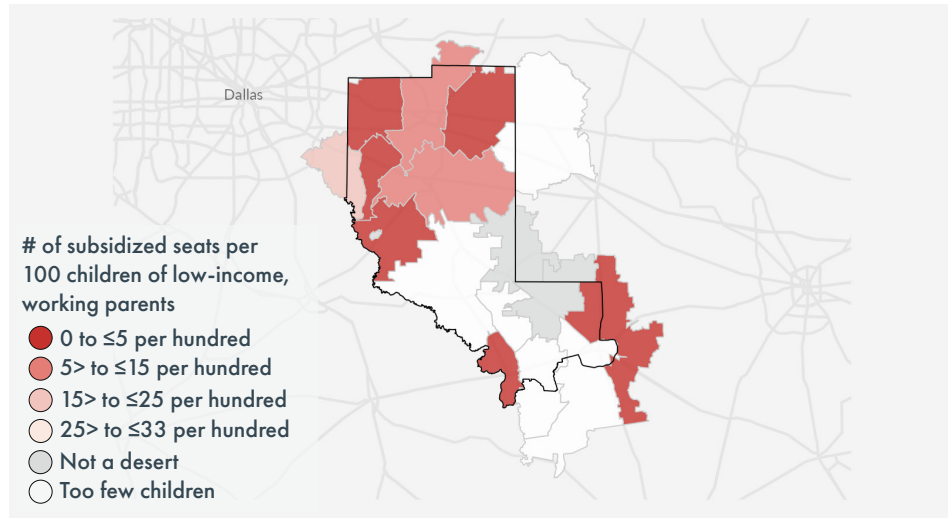 Dallas
# of subsidized seats per
100 children of low-income,
working parents
0 to ≤5 per hundred
5> to ≤15 per hundred
15> to ≤25 per hundred
25> to ≤33 per hundred
Not a desert
Too few children